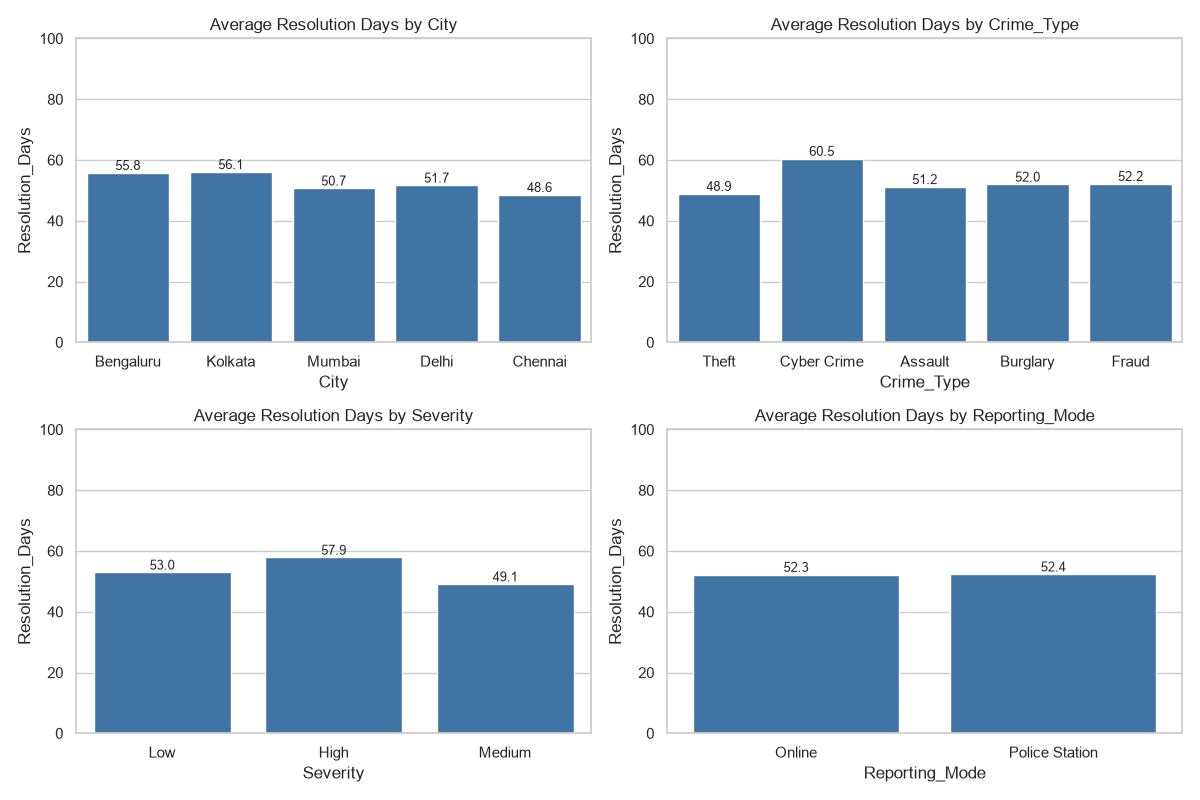 Average Resolution Days by City
100
80
60
40
20
0
Resolution_Days
55.8
56.1
50.7
51.7
48.6
Bengaluru Kolkata Mumbai Delhi Chennai
City
Average Resolution Days by Crime_Type
100
80
60
40
20
0
Resolution_Days
48.9
60.5
51.2
52.0
52.2
Theft Cyber Crime Assault Burglary Fraud
Crime_Type
Average Resolution Days by Severity
100
80
60
40
20
0
Resolution_Days
53.0
57.9
49.1
Low High Medium
Severity
Average Resolution Days by Reporting_Mode
100
80
60
40
20
0
Resolution_Days
52.3
52.4
Online Police Station
Reporting_Mode